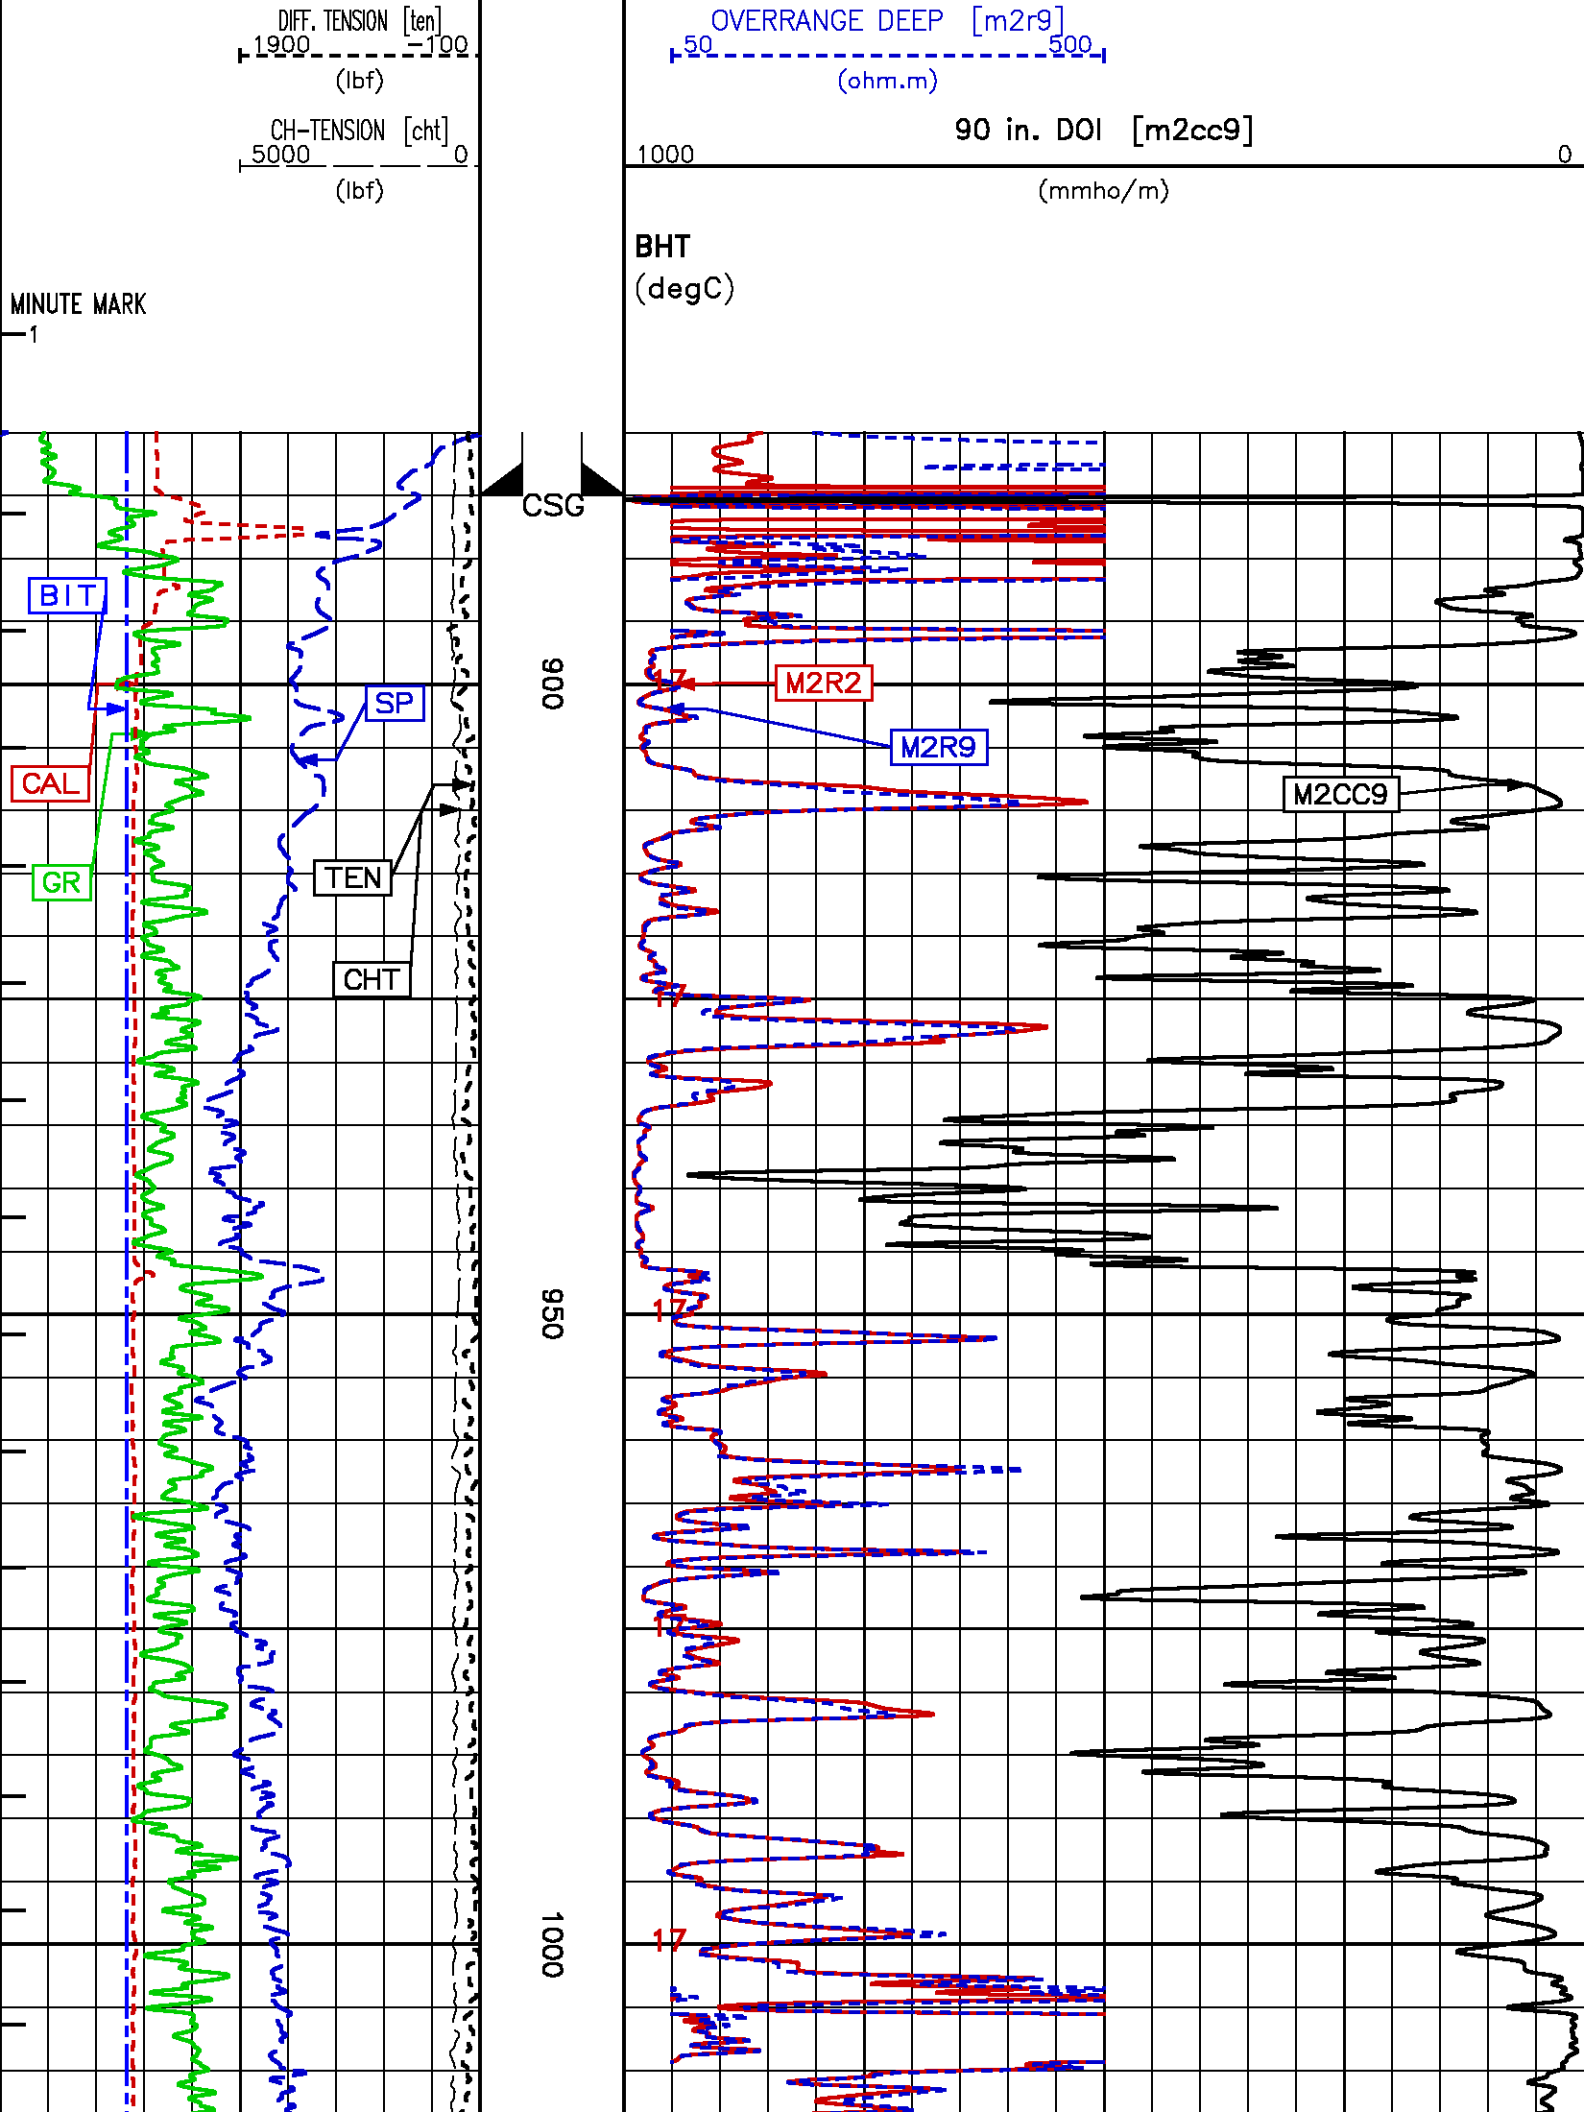 DIFF. TENSION [ten]
1900 -100
(lbf)
CH-TENSION [cht]
5000 0
(lbf)
OVERRANGE DEEP [m2r9]
50 500
(ohm.m)
90 in. DOI [m2cc9]
1000 0
(mmho/m)
BHT
(degC)
MINUTE MARK
1
CSG
BIT
SP
CAL
GR
TEN
CHT
900
17
M2R2
M2R9
M2CC9
17
950
17
17
1000
17